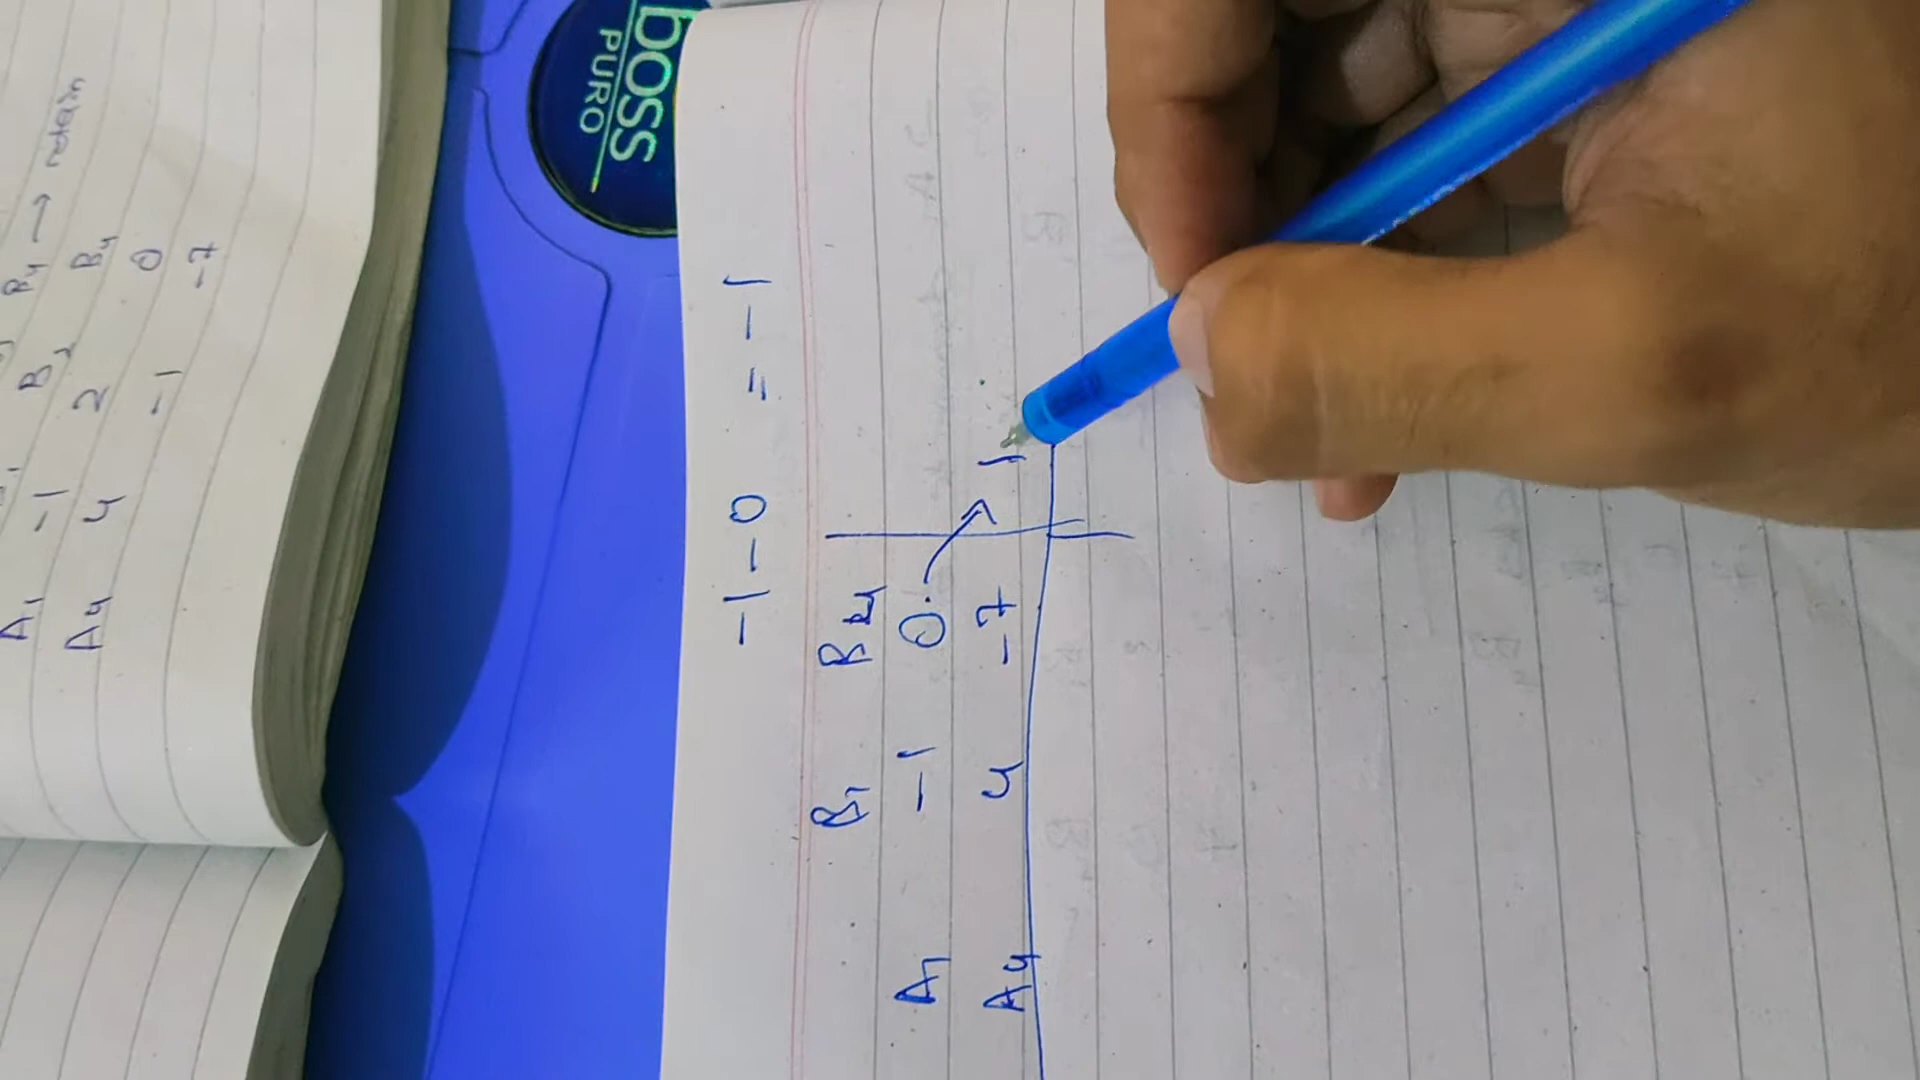 B4 → retain
B2 B4
A1 -1 2 0
A4 4 -1 -7
boss
PURO
-1-0 = -1
B1 B4
A1 -1 0
A4 4 -7 1